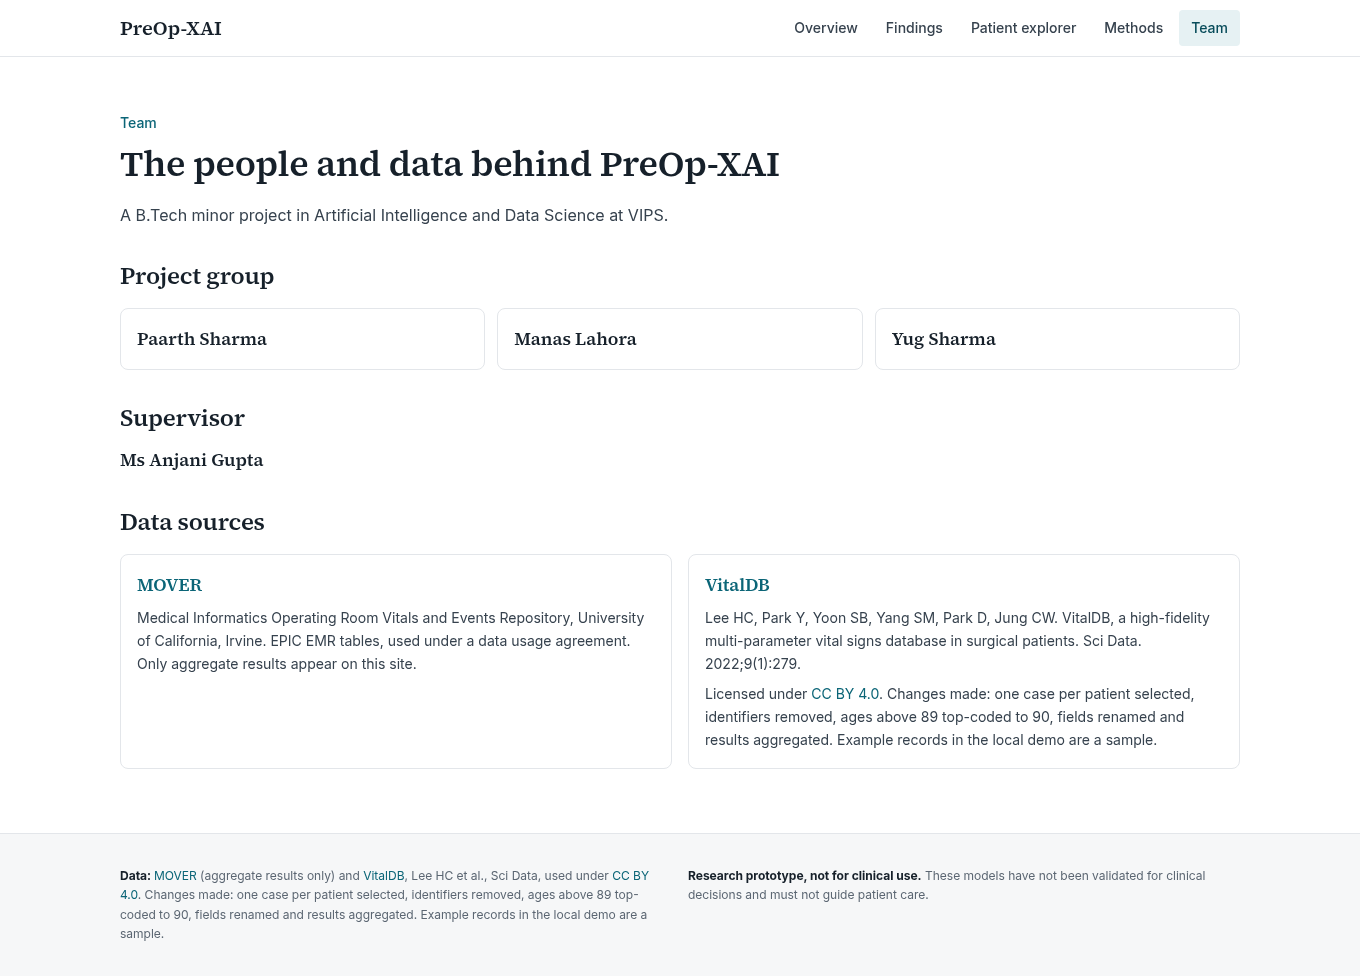 PreOp-XAI
Overview
Findings
Patient explorer
Methods
Team
Team
The people and data behind PreOp-XAI
A B.Tech minor project in Artificial Intelligence and Data Science at VIPS.
Project group
Paarth Sharma
Manas Lahora
Yug Sharma
Supervisor
Ms Anjani Gupta
Data sources
MOVER
Medical Informatics Operating Room Vitals and Events Repository, University
of California, Irvine. EPIC EMR tables, used under a data usage agreement.
Only aggregate results appear on this site.
VitalDB
Lee HC, Park Y, Yoon SB, Yang SM, Park D, Jung CW. VitalDB, a high-fidelity
multi-parameter vital signs database in surgical patients. Sci Data.
2022;9(1):279.
Licensed under CC BY 4.0. Changes made: one case per patient selected,
identifiers removed, ages above 89 top-coded to 90, fields renamed and
results aggregated. Example records in the local demo are a sample.
Data: MOVER (aggregate results only) and VitalDB, Lee HC et al., Sci Data, used under CC BY
4.0. Changes made: one case per patient selected, identifiers removed, ages above 89 top-
coded to 90, fields renamed and results aggregated. Example records in the local demo are a
sample.
Research prototype, not for clinical use. These models have not been validated for clinical
decisions and must not guide patient care.